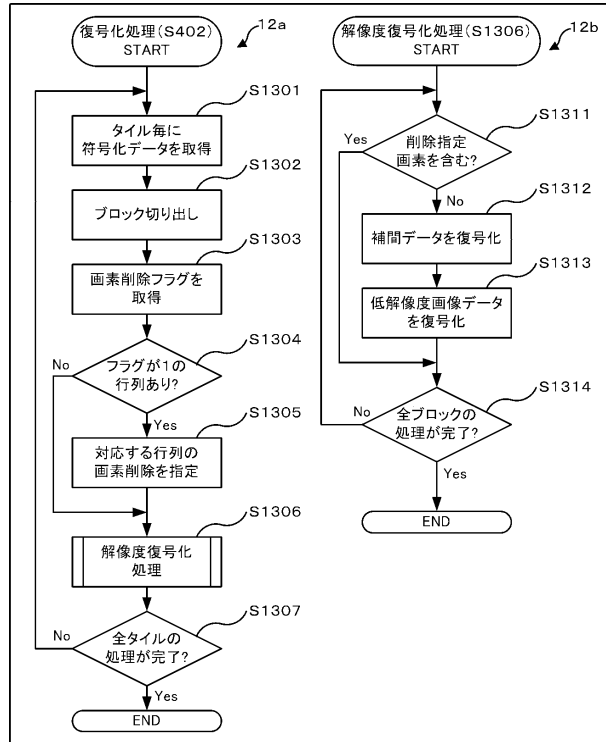 復号化処理(S402)
START
12a
S1301
タイル毎に
符号化データを取得
S1302
ブロック切り出し
S1303
画素削除フラグを
取得
S1304
No
フラグが1の
行列あり?
Yes
S1305
対応する行列の
画素削除を指定
S1306
解像度復号化
処理
S1307
No
全タイルの
処理が完了?
Yes
END
解像度復号化処理(S1306)
START
12b
S1311
Yes
削除指定
画素を含む?
No
S1312
補間データを復号化
S1313
低解像度画像データ
を復号化
S1314
No
全ブロックの
処理が完了?
Yes
END